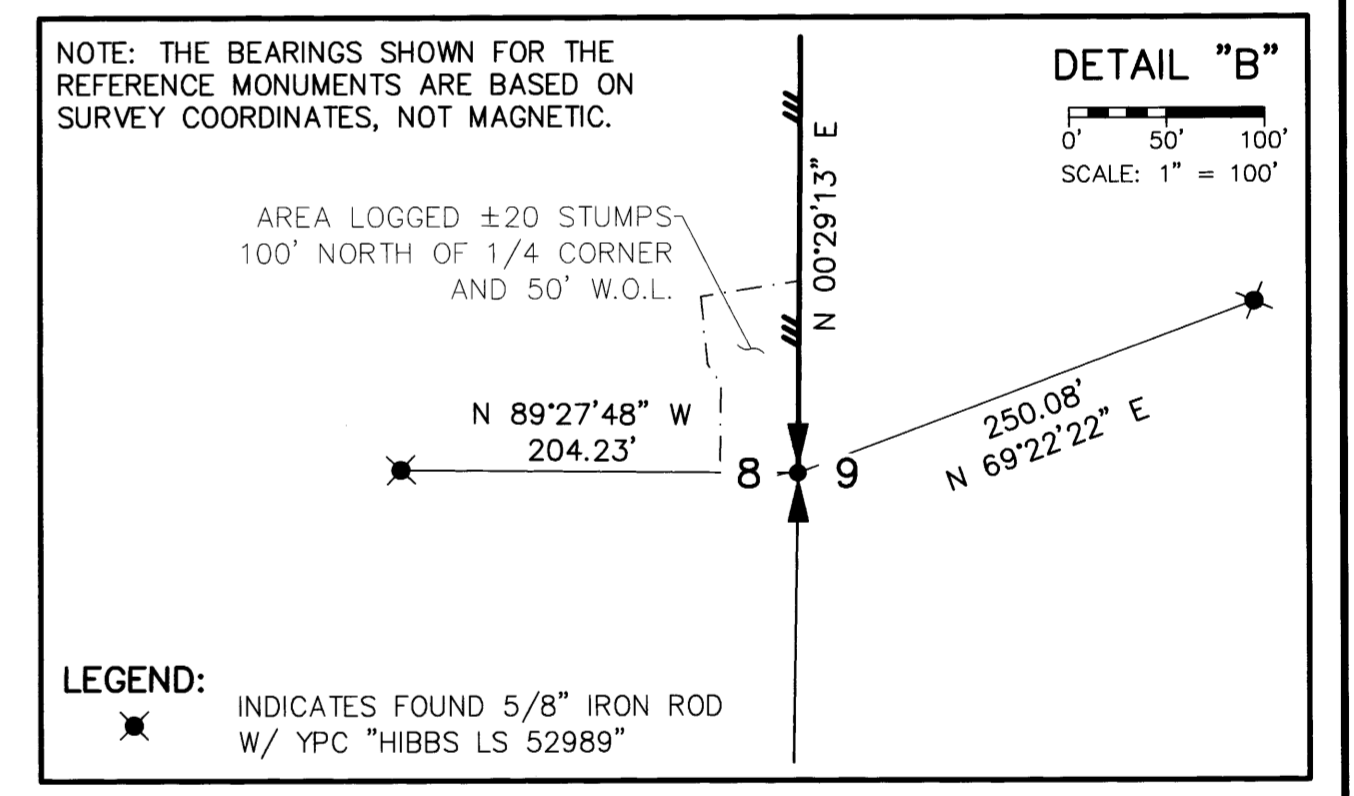 NOTE: THE BEARINGS SHOWN FOR THE
REFERENCE MONUMENTS ARE BASED ON
SURVEY COORDINATES, NOT MAGNETIC.
DETAIL "B"
0' 50' 100'
SCALE: 1" = 100'
AREA LOGGED ±20 STUMPS
100' NORTH OF 1/4 CORNER
AND 50' W.O.L.
N 00°29'13" E
N 89°27'48" W
204.23'
8
9
250.08'
N 69°22'22" E
LEGEND:
INDICATES FOUND 5/8" IRON ROD
W/ YPC "HIBBS LS 52989"